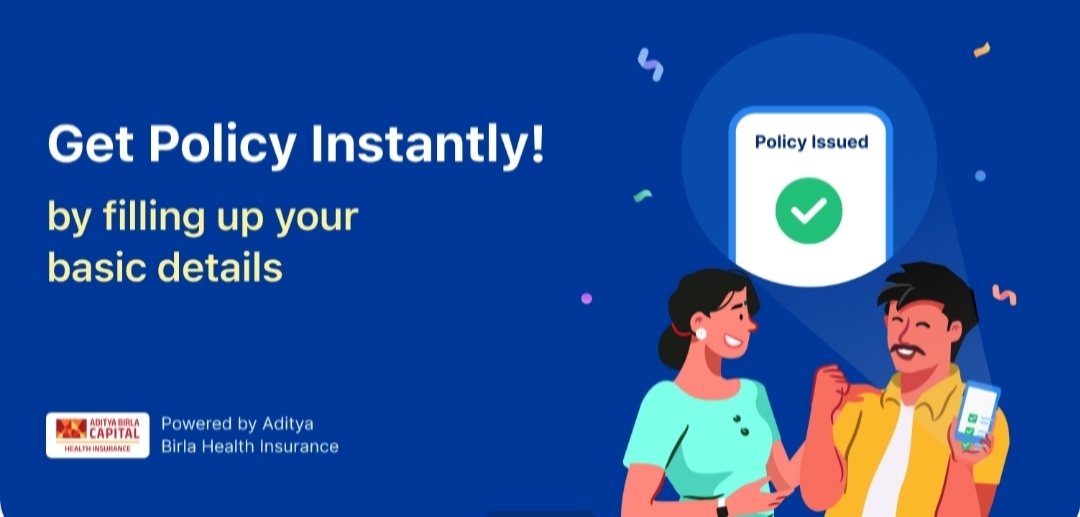 Get Policy Instantly!
by filling up your
basic details
Policy Issued
ADITYA BIRLA
CAPITAL
HEALTH INSURANCE
Powered by Aditya
Birla Health Insurance